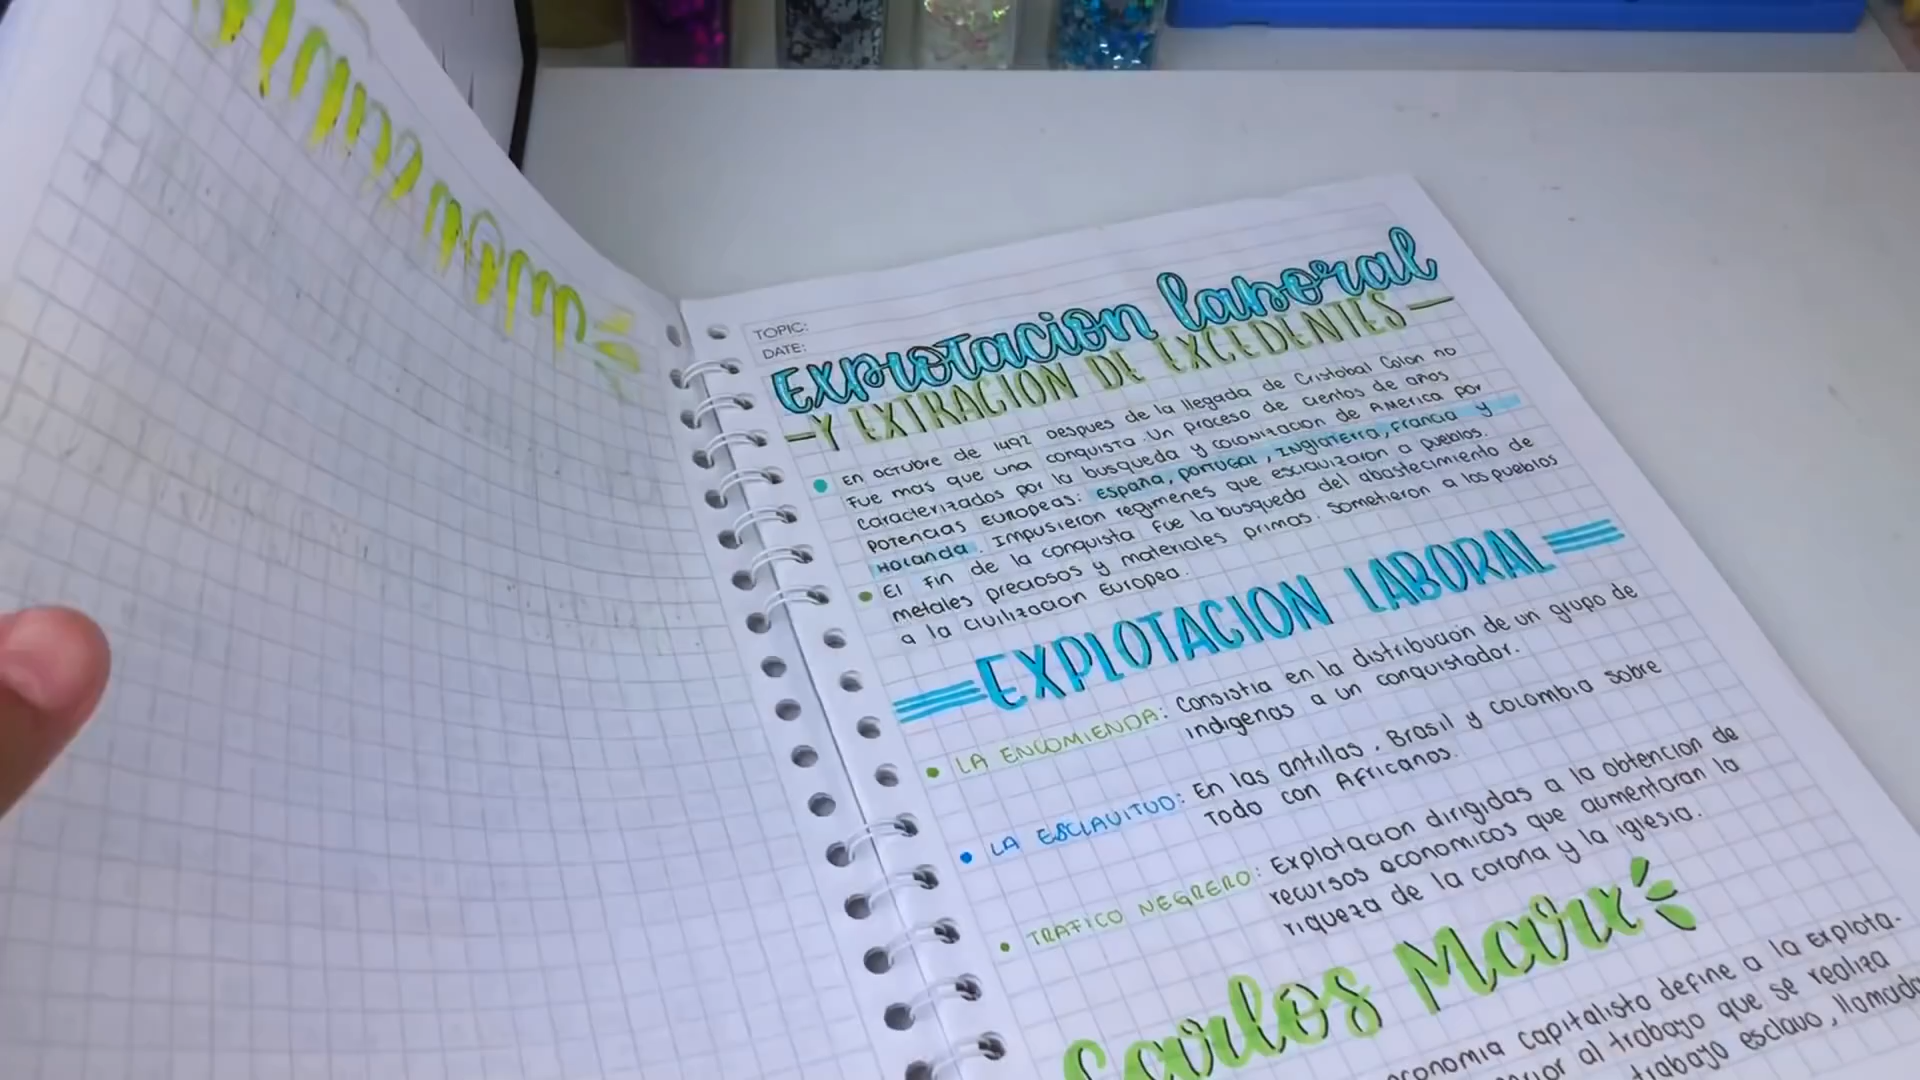 TOPIC:
DATE:
Explotacion laboral
-Y EXTRACION DE EXCEDENTES-
En octubre de 1492 Despues de la llegada de Cristobal Colon no
Fue mas que una conquista. Un proceso de cientos de años
caracterizados por la busqueda y colonizacion de America por
potencias europeas: España, portugal, Inglaterra, Francia y
Holanda. Impusieron regimenes que esclavizaron a pueblos.
El fin de la conquista fue la busqueda del abastecimiento de
metales preciosos y materiales primas. Sometieron a los pueblos
a la civilizacion Europea.
EXPLOTACION LABORAL
LA ENCOMIENDA: Consistia en la distribución de un grupo de
indigenas a un conquistador.
LA ESCLAVITUD: En las antillas, Brasil y colombia sobre
Todo con Africanos.
TRAFICO NEGRERO: Explotacion dirigidas a la obtencion de
recursos economicos que aumentaran la
riqueza de la corona y la iglesia.
Carlos Marx
economia capitalista define a la explota-
al trabajo que se realiza
trabajo esclavo, llamada